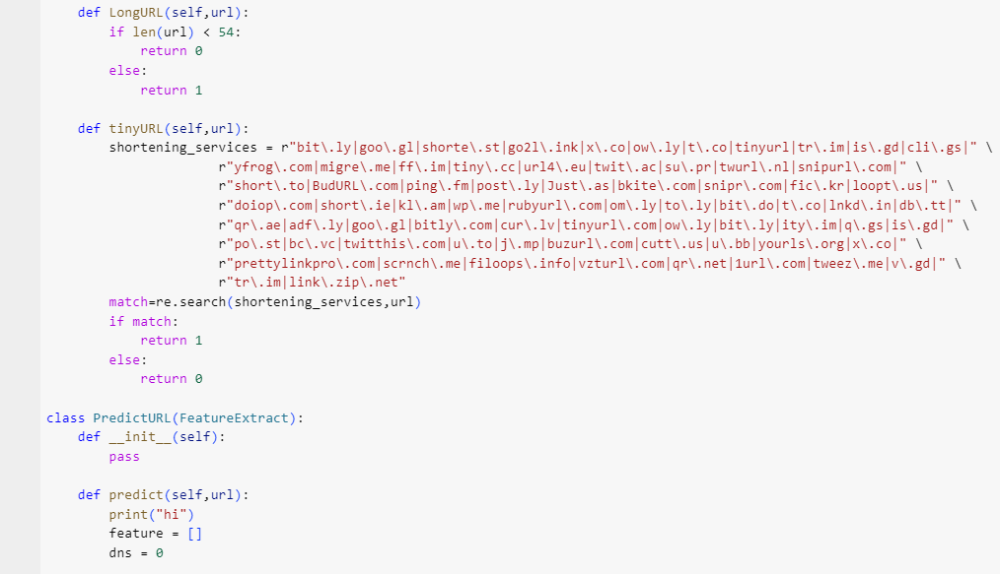 def LongURL(self,url):
if len(url) < 54:
return 0
else:
return 1
def tinyURL(self,url):
shortening_services = r"bit\.ly|goo\.gl|shorte\.st|go2l\.ink|x\.co|ow\.ly|t\.co|tinyurl|tr\.im|is\.gd|cli\.gs|" \
r"yfrog\.com|migre\.me|ff\.im|tiny\.cc|url4\.eu|twit\.ac|su\.pr|twurl\.nl|snipurl\.com|" \
r"short\.to|BudURL\.com|ping\.fm|post\.ly|Just\.as|bkite\.com|snipr\.com|fic\.kr|loopt\.us|" \
r"doiop\.com|short\.ie|kl\.am|wp\.me|rubyurl\.com|om\.ly|to\.ly|bit\.do|t\.co|lnkd\.in|db\.tt|" \
r"qr\.ae|adf\.ly|goo\.gl|bitly\.com|cur\.lv|tinyurl\.com|ow\.ly|bit\.ly|ity\.im|q\.gs|is\.gd|" \
r"po\.st|bc\.vc|twitthis\.com|u\.to|j\.mp|buzurl\.com|cutt\.us|u\.bb|yourls\.org|x\.co|" \
r"prettylinkpro\.com|scrnch\.me|filoops\.info|vzturl\.com|qr\.net|1url\.com|tweez\.me|v\.gd|" \
r"tr\.im|link\.zip\.net"
match=re.search(shortening_services,url)
if match:
return 1
else:
return 0
class PredictURL(FeatureExtract):
def __init__(self):
pass
def predict(self,url):
print("hi")
feature = []
dns = 0